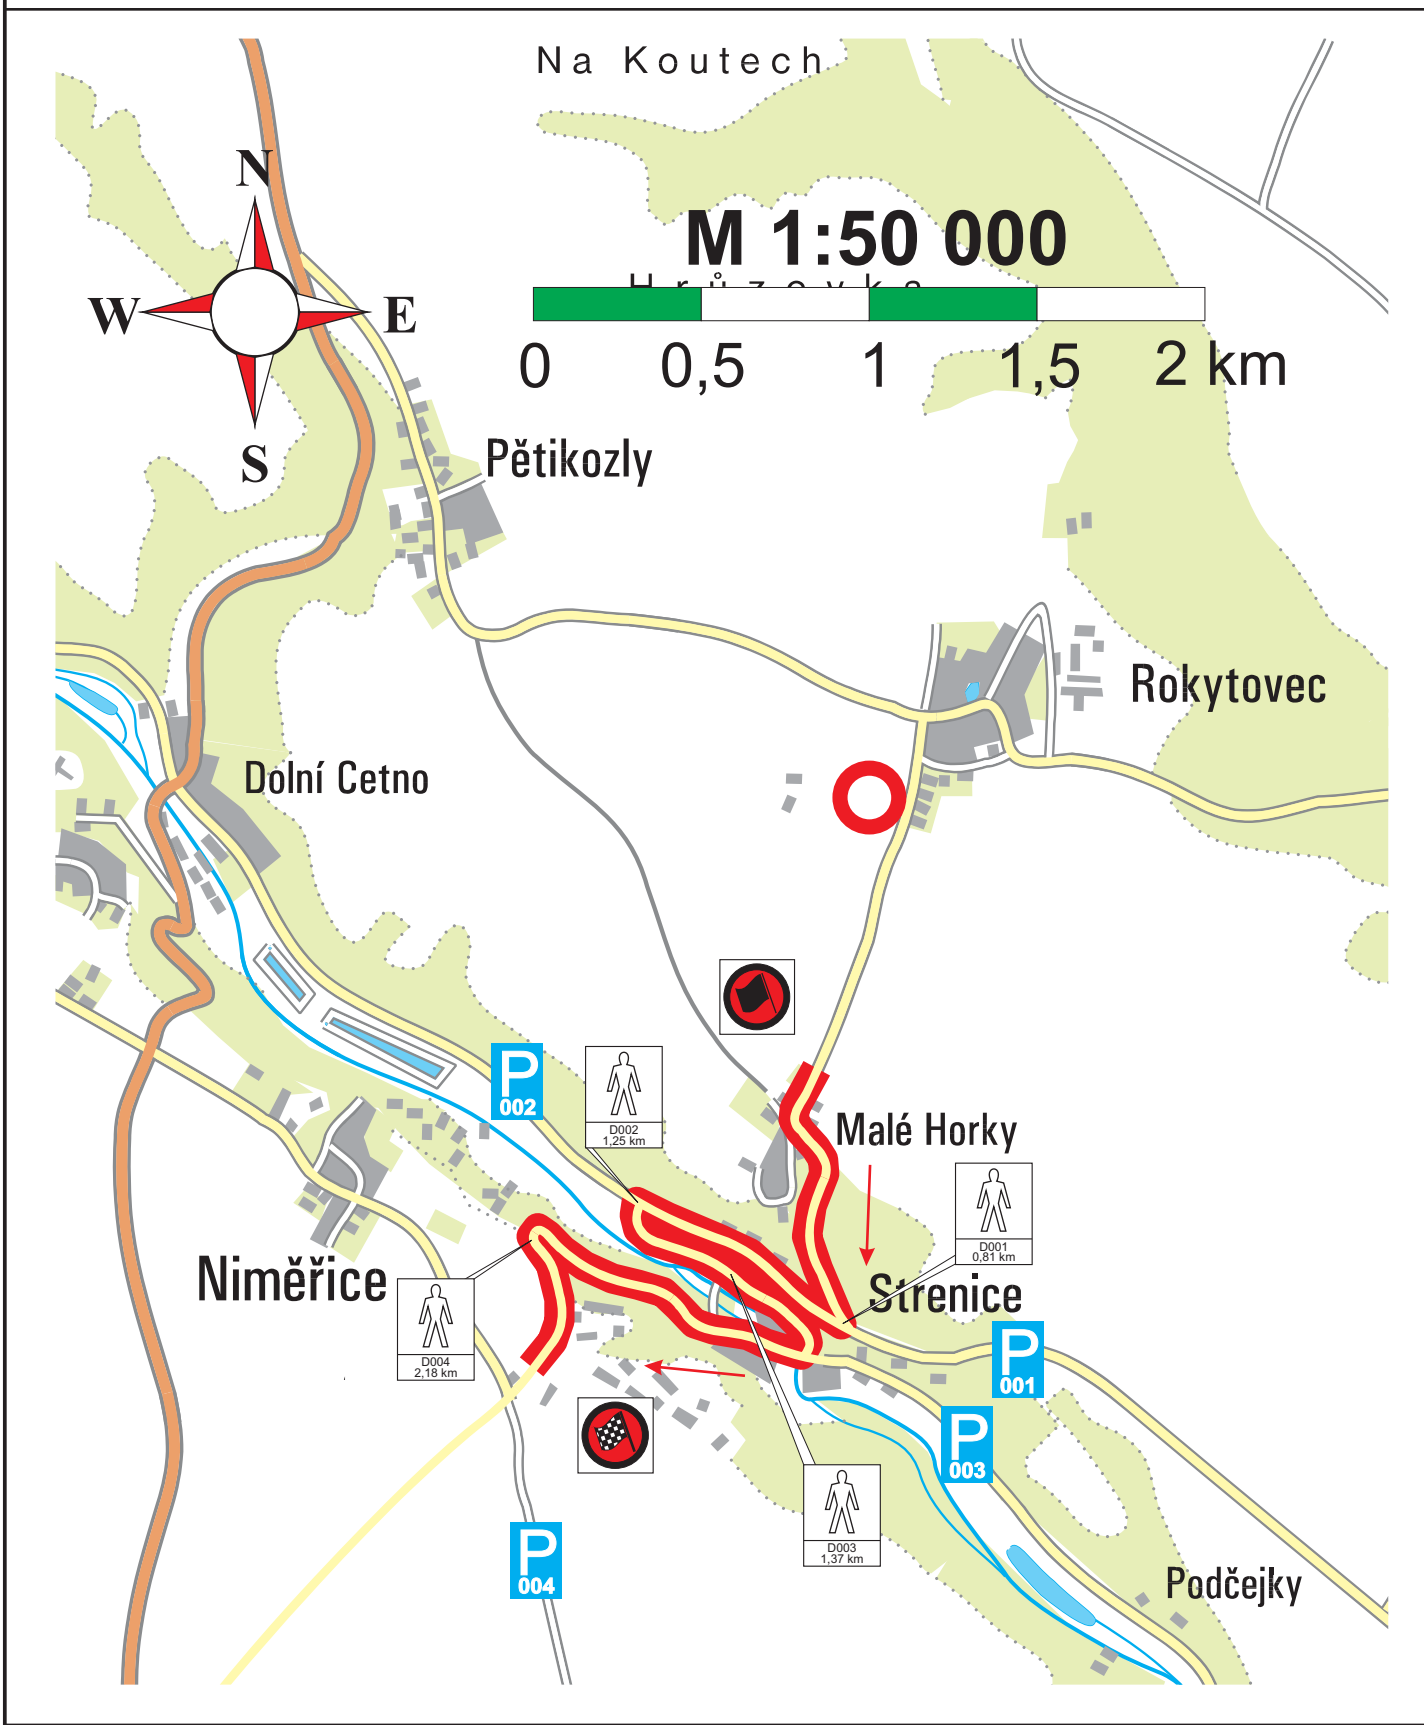 Na Koutech
N
M 1:50 000
Hrůzovka
W
E
0 0,5 1 1,5 2 km
S
Pětikozly
Rokytovec
Dolní Cetno
P
002
D002
1,25 km
Malé Horky
D001
0,81 km
Niměřice
Strenice
D004
2,18 km
P
001
P
003
D003
1,37 km
P
004
Podčejky